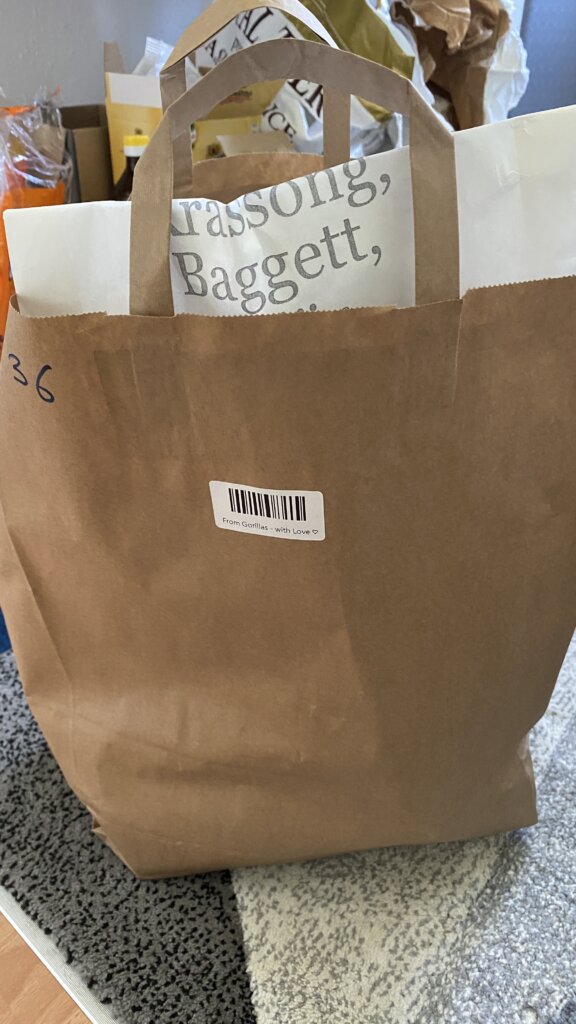 Krassong,
Baggett,
36
From Gorillas - with Love ♡